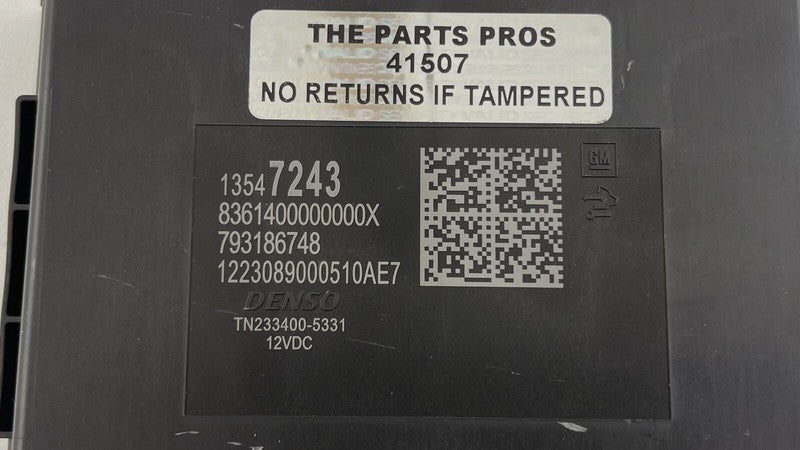 THE PARTS PROS
41507
NO RETURNS IF TAMPERED
13547243
8361400000000X
793186748
1223089000510AE7
DENSO
TN233400-5331
12VDC
GM